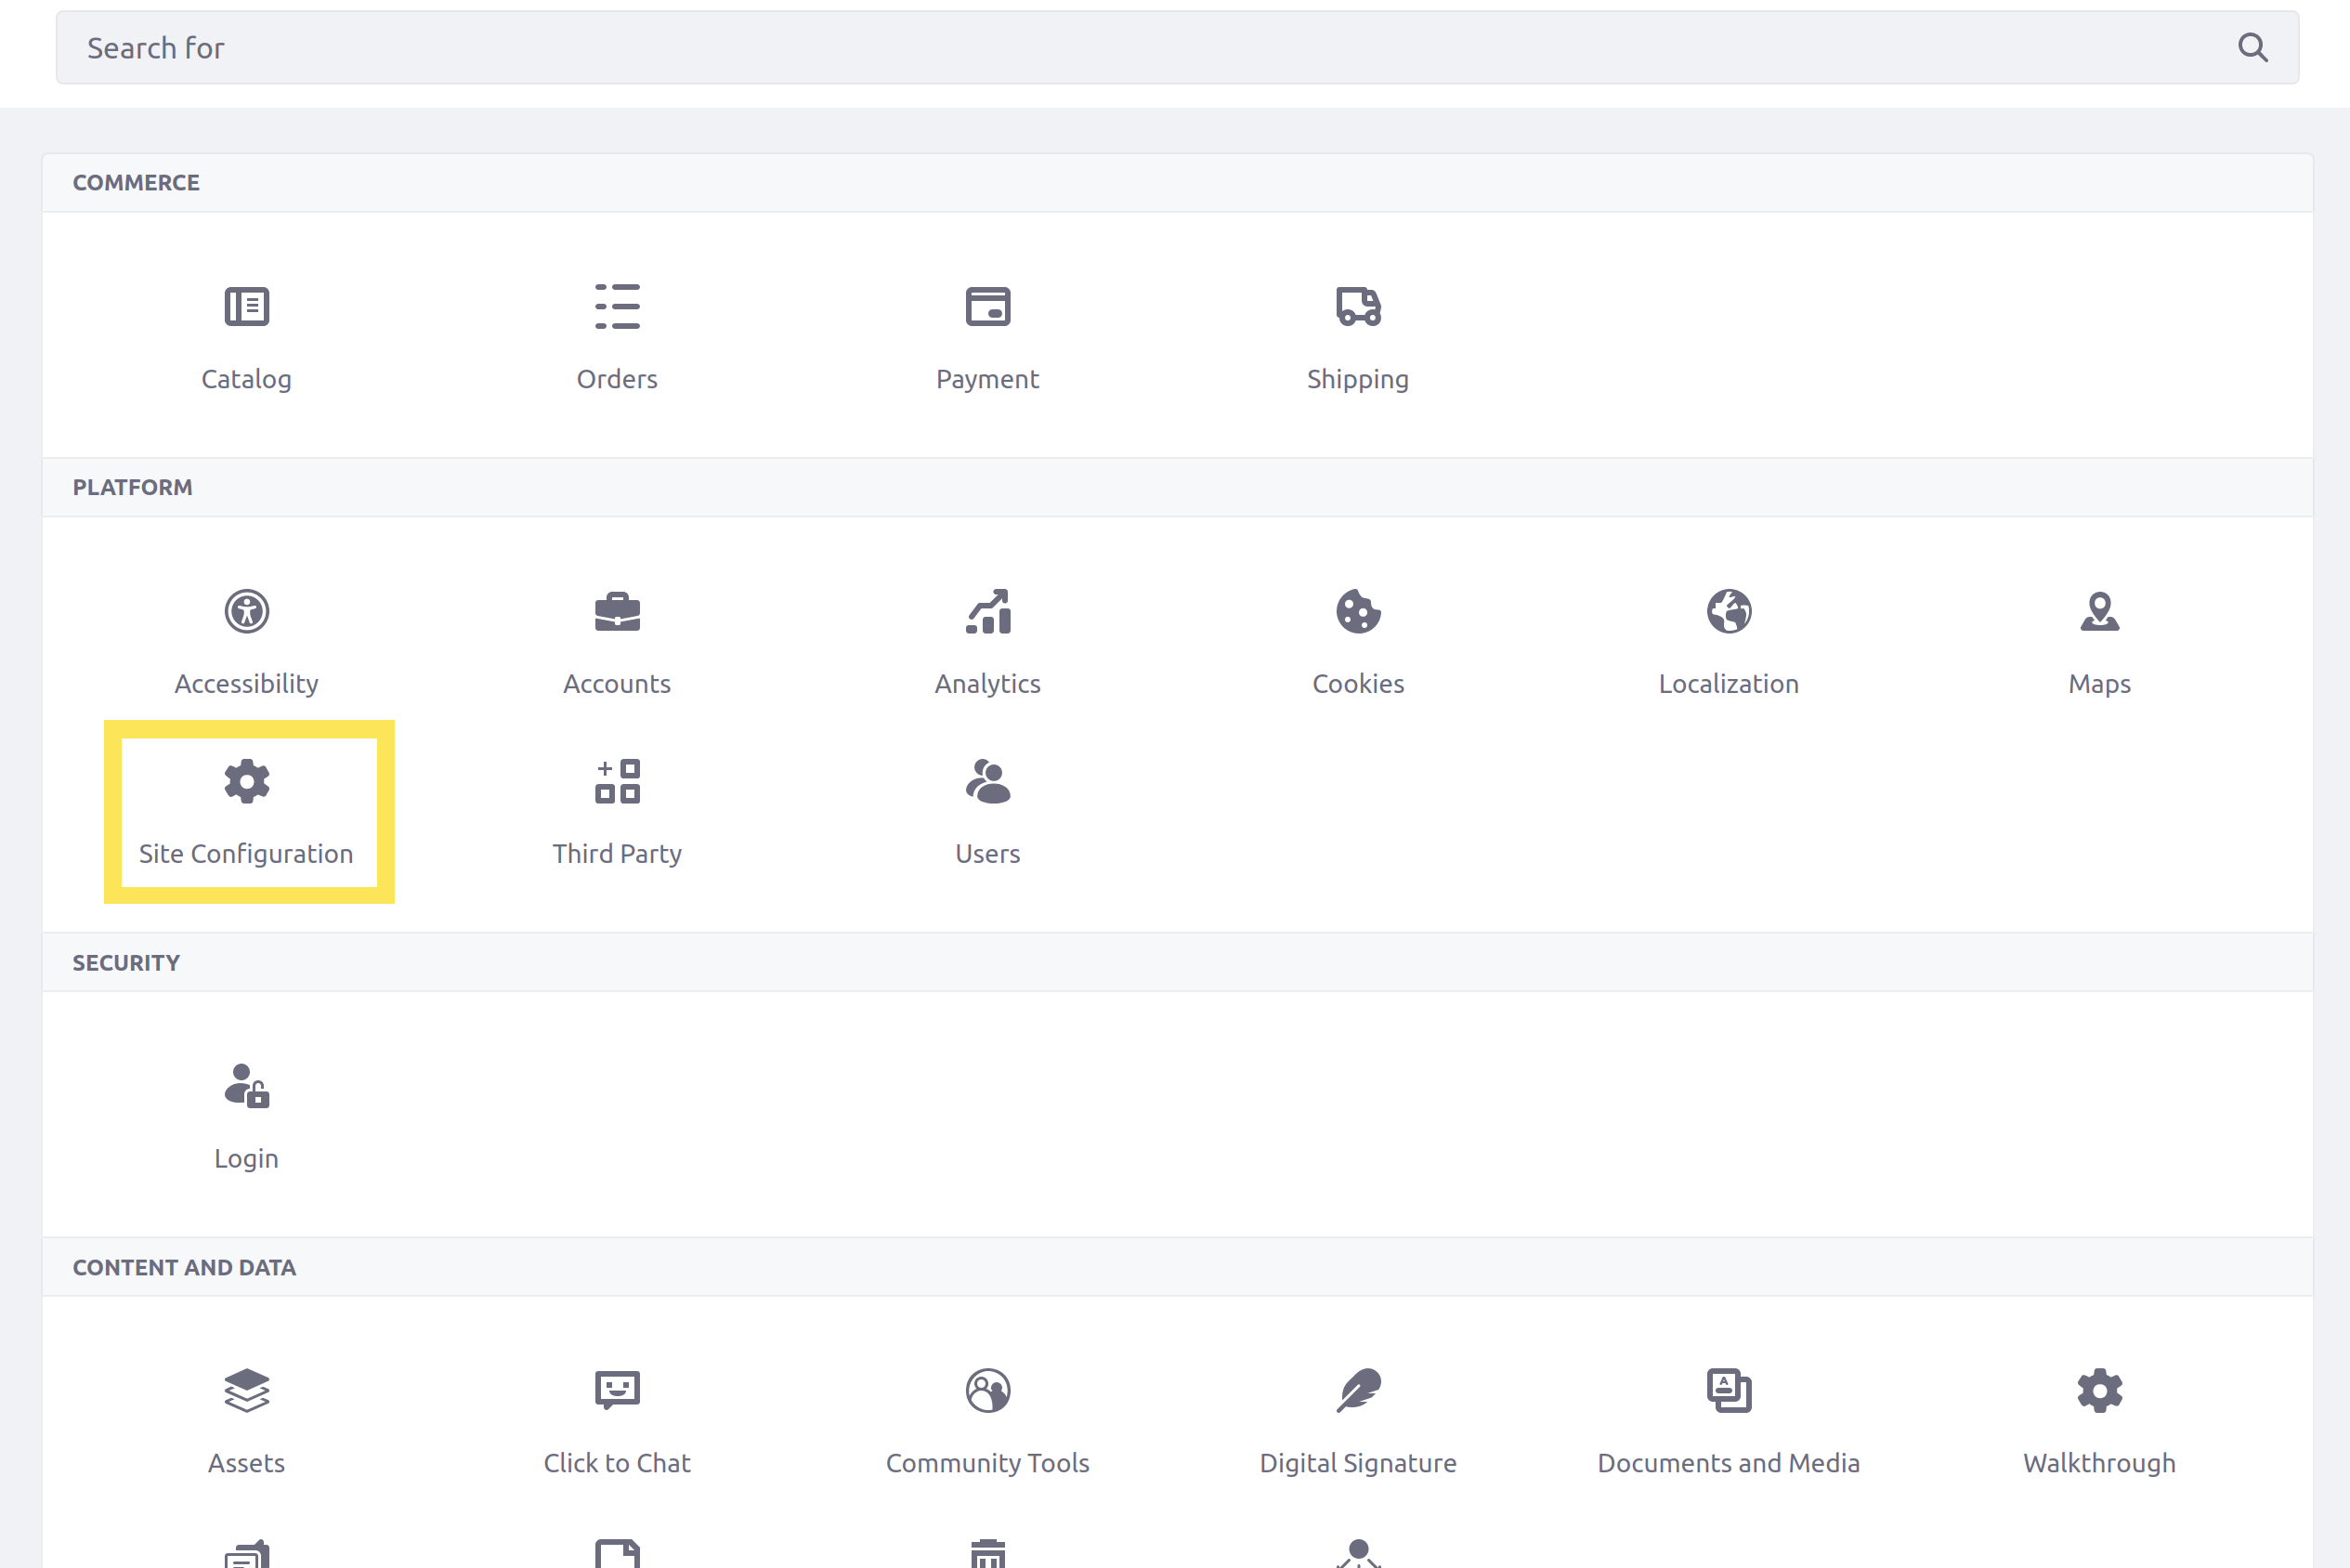 Search for
COMMERCE
Catalog Orders Payment Shipping
PLATFORM
Accessibility Accounts Analytics Cookies Localization Maps
Site Configuration Third Party Users
SECURITY
Login
CONTENT AND DATA
Assets Click to Chat Community Tools Digital Signature Documents and Media Walkthrough